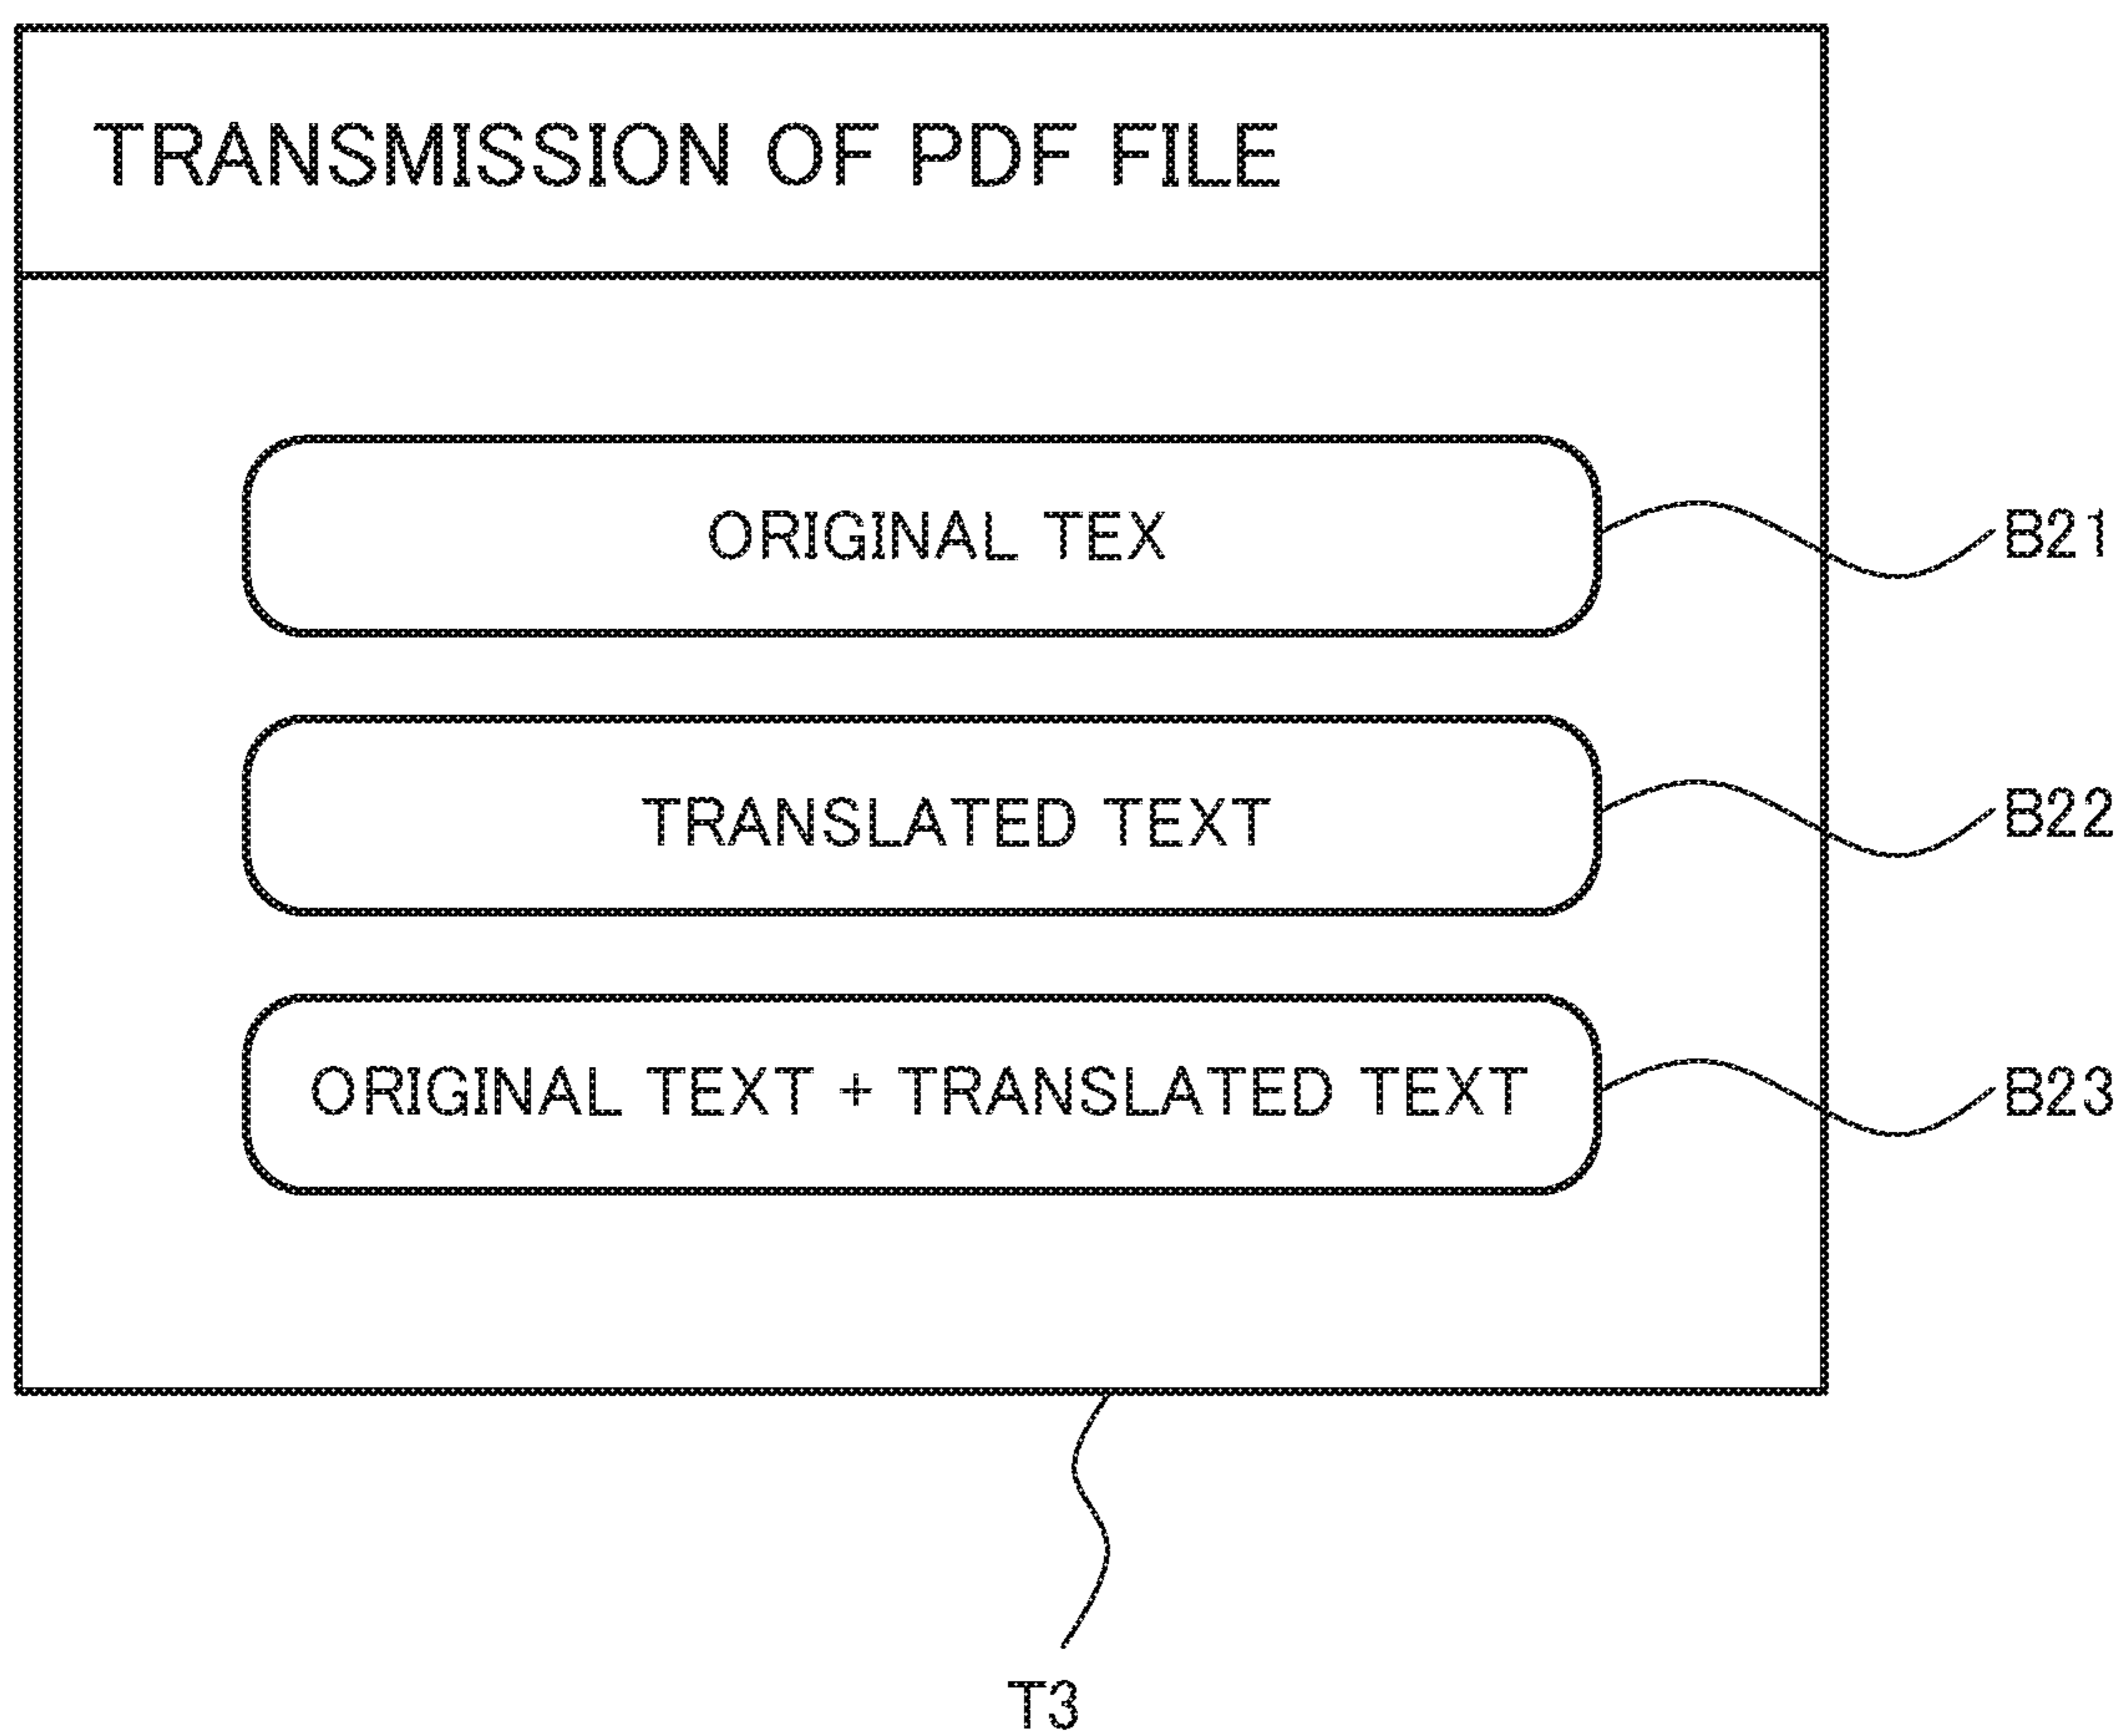 TRANSMISSION OF PDF FILE
ORIGINAL TEX
B21
TRANSLATED TEXT
B22
ORIGINAL TEXT + TRANSLATED TEXT
B23
T3